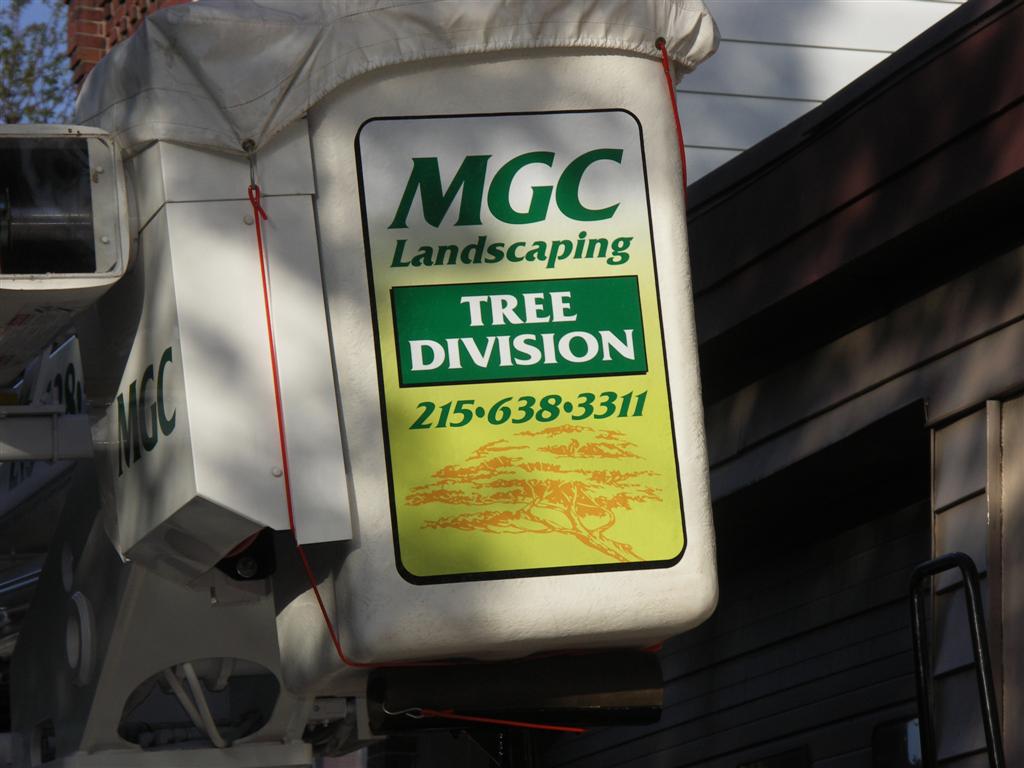 MGC
Landscaping
TREE
DIVISION
215•638•3311
MGC